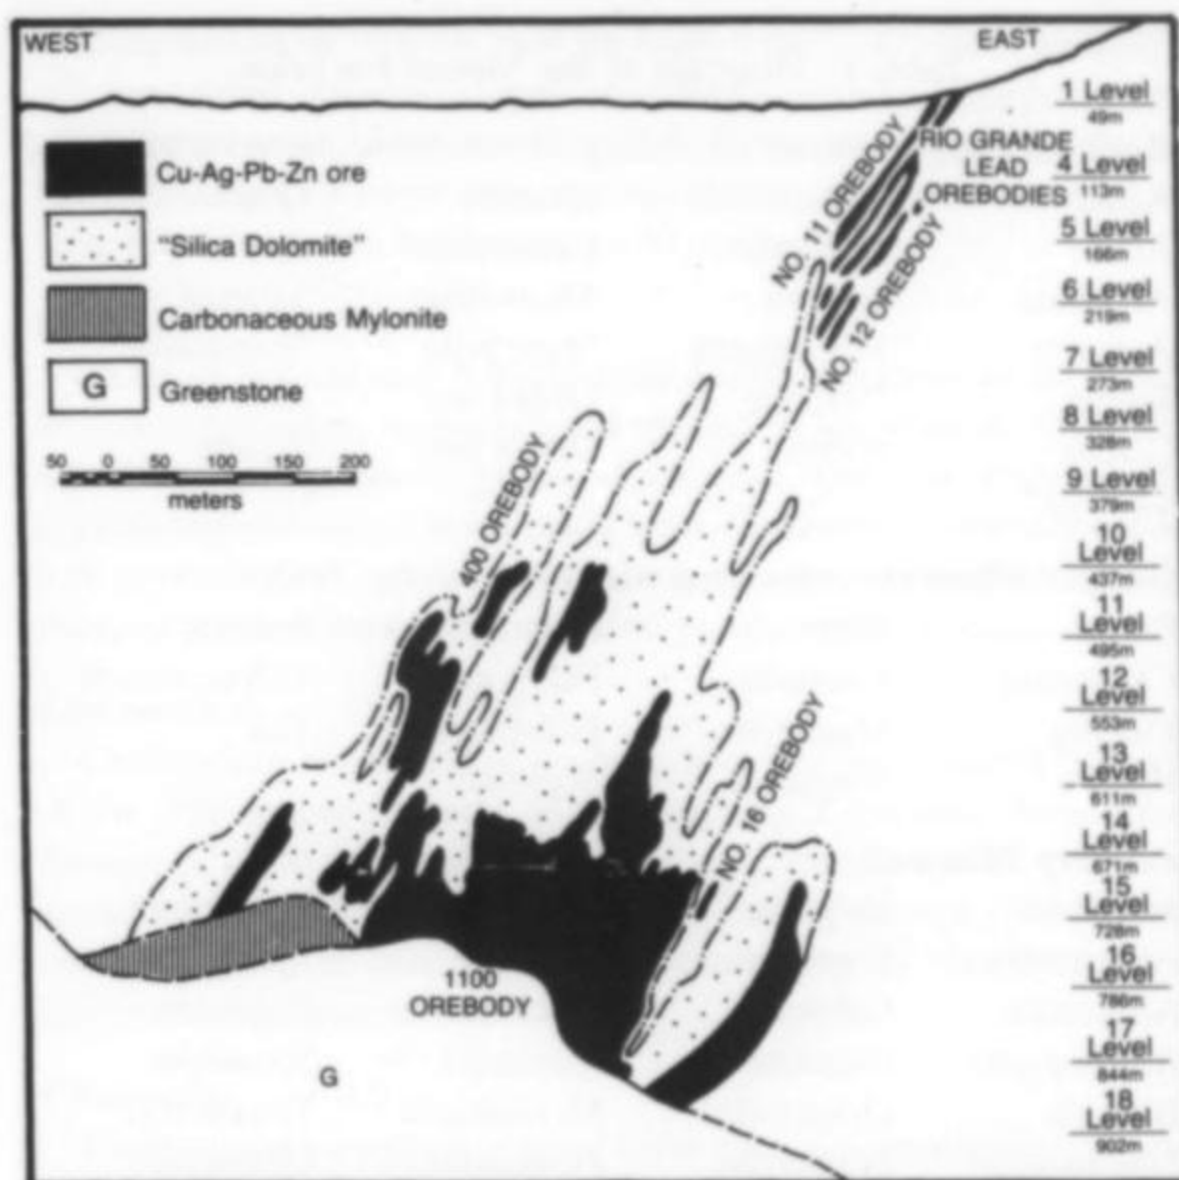 WEST
EAST
Cu-Ag-Pb-Zn ore
"Silica Dolomite"
Carbonaceous Mylonite
G
Greenstone
50 0 50 100 150 200
meters
NO. 11 OREBODY
RIO GRANDE
LEAD
OREBODIES
NO. 12 OREBODY
400 OREBODY
NO. 16 OREBODY
1100
OREBODY
G
1 Level
49m
4 Level
113m
5 Level
166m
6 Level
219m
7 Level
273m
8 Level
328m
9 Level
379m
10
Level
437m
11
Level
495m
12
Level
553m
13
Level
611m
14
Level
671m
15
Level
728m
16
Level
786m
17
Level
844m
18
Level
902m